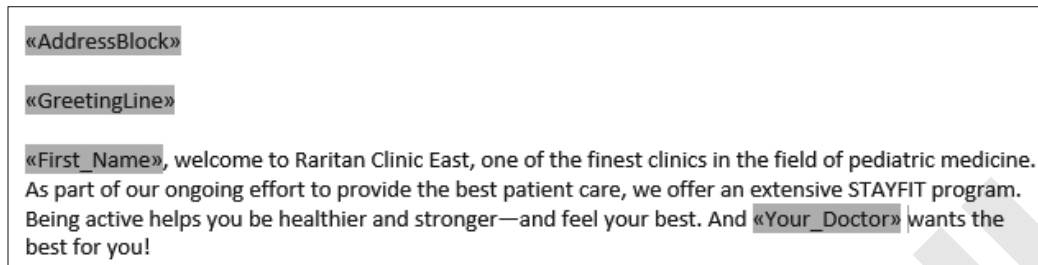 «AddressBlock»
«GreetingLine»
«First_Name», welcome to Raritan Clinic East, one of the finest clinics in the field of pediatric medicine.
As part of our ongoing effort to provide the best patient care, we offer an extensive STAYFIT program.
Being active helps you be healthier and stronger—and feel your best. And «Your_Doctor» wants the
best for you!